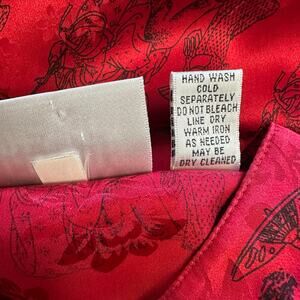 HAND WASH
COLD
SEPARATELY
DO NOT BLEACH
LINE DRY
WARM IRON
AS NEEDED
MAY BE
DRY CLEANED